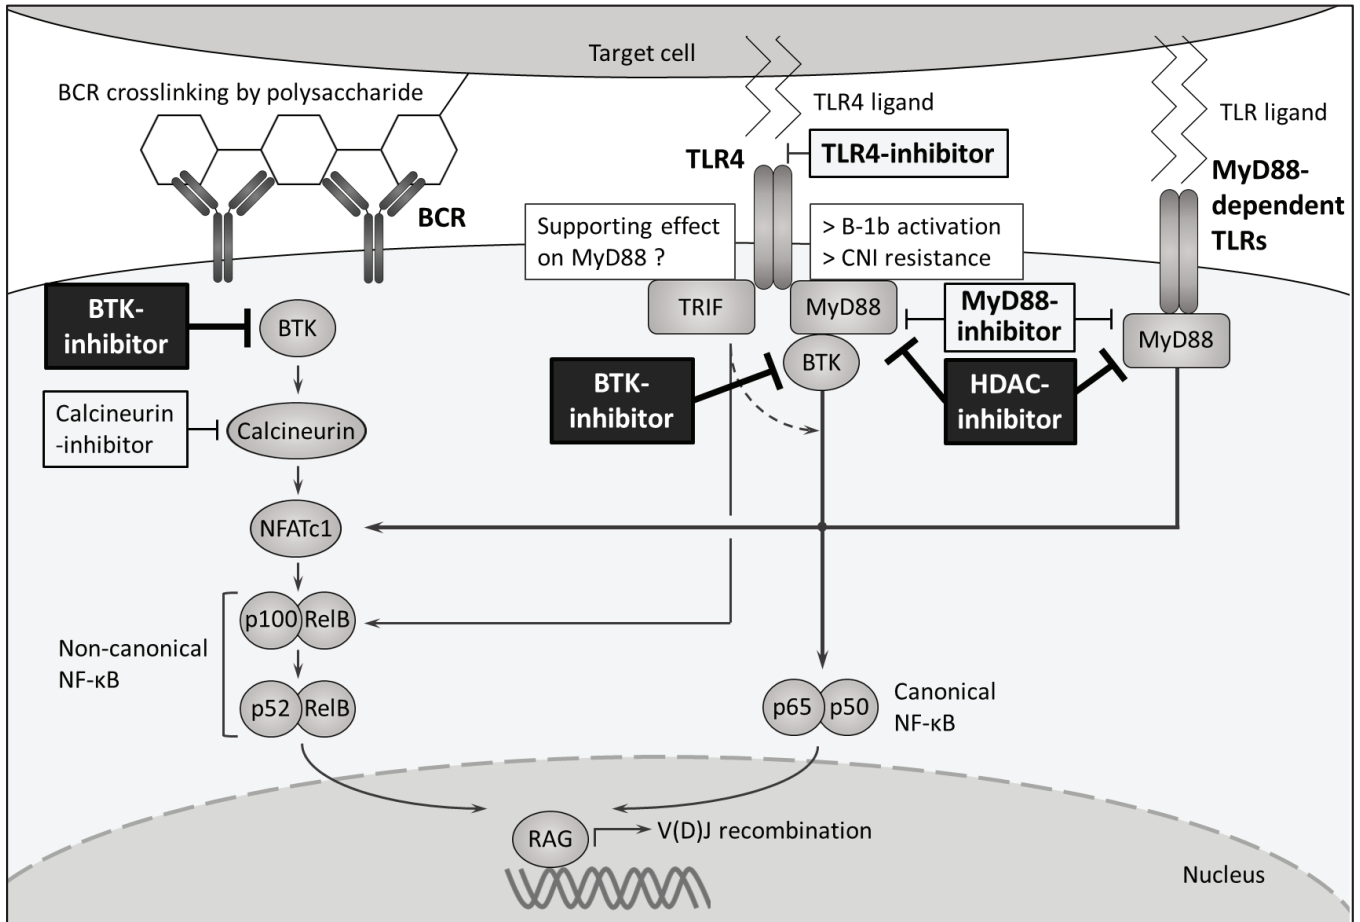 Target cell
BCR crosslinking by polysaccharide
TLR4 ligand
TLR ligand
TLR4
TLR4-inhibitor
MyD88-
dependent
TLRs
BCR
Supporting effect
on MyD88 ?
> B-1b activation
> CNI resistance
BTK-
inhibitor
BTK
TRIF
MyD88
MyD88-
inhibitor
MyD88
BTK
BTK-
inhibitor
HDAC-
inhibitor
Calcineurin
-inhibitor
Calcineurin
NFATc1
p100
RelB
Non-canonical
NF-κB
p52
RelB
p65
p50
Canonical
NF-κB
RAG
V(D)J recombination
Nucleus